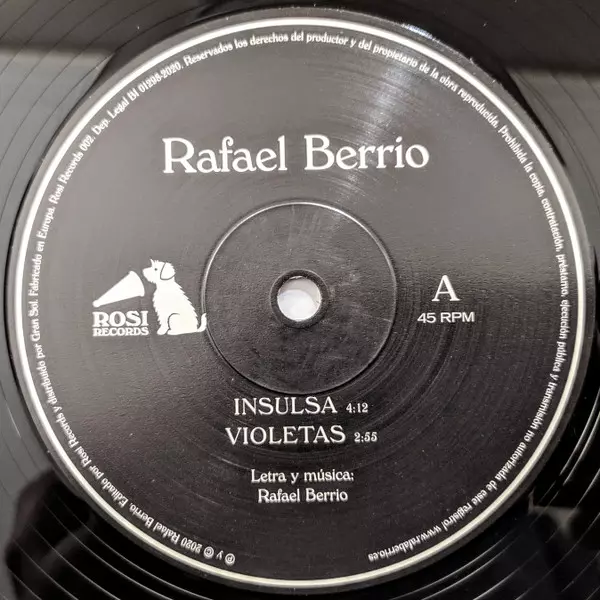 ℗ y © 2020 Rafael Berrio. Editado por Rosi Records y distribuido por Gran Sol. Fabricado en Europa. Rosi Records 002. Dep. Legal BI 01298-2020. Reservados los derechos del productor y del propietario de la obra reproducida. Prohibida la copia, contratación, préstamo, ejecución pública y transmisión no autorizada de este registro! www.rafaberrio.es
Rafael Berrio
ROSI
RECORDS
A
45 RPM
INSULSA 4:12
VIOLETAS 2:55
Letra y música:
Rafael Berrio